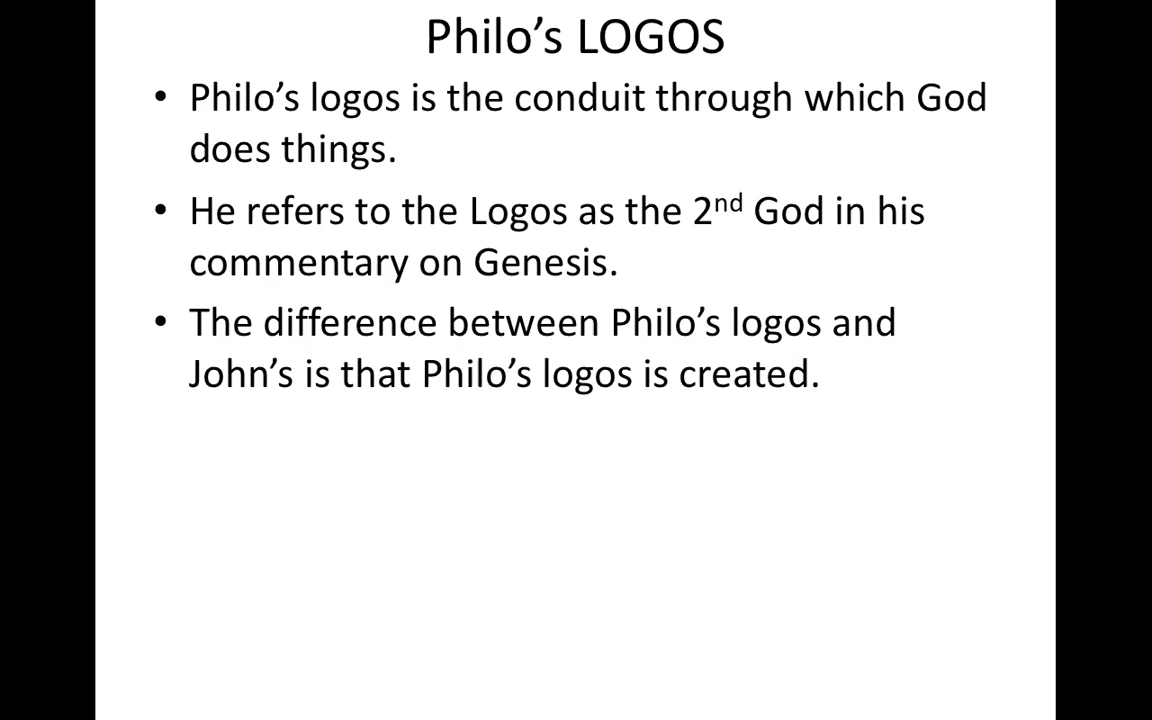 Philo’s LOGOS
• Philo’s logos is the conduit through which God
does things.
• He refers to the Logos as the 2nd God in his
commentary on Genesis.
• The difference between Philo’s logos and
John’s is that Philo’s logos is created.